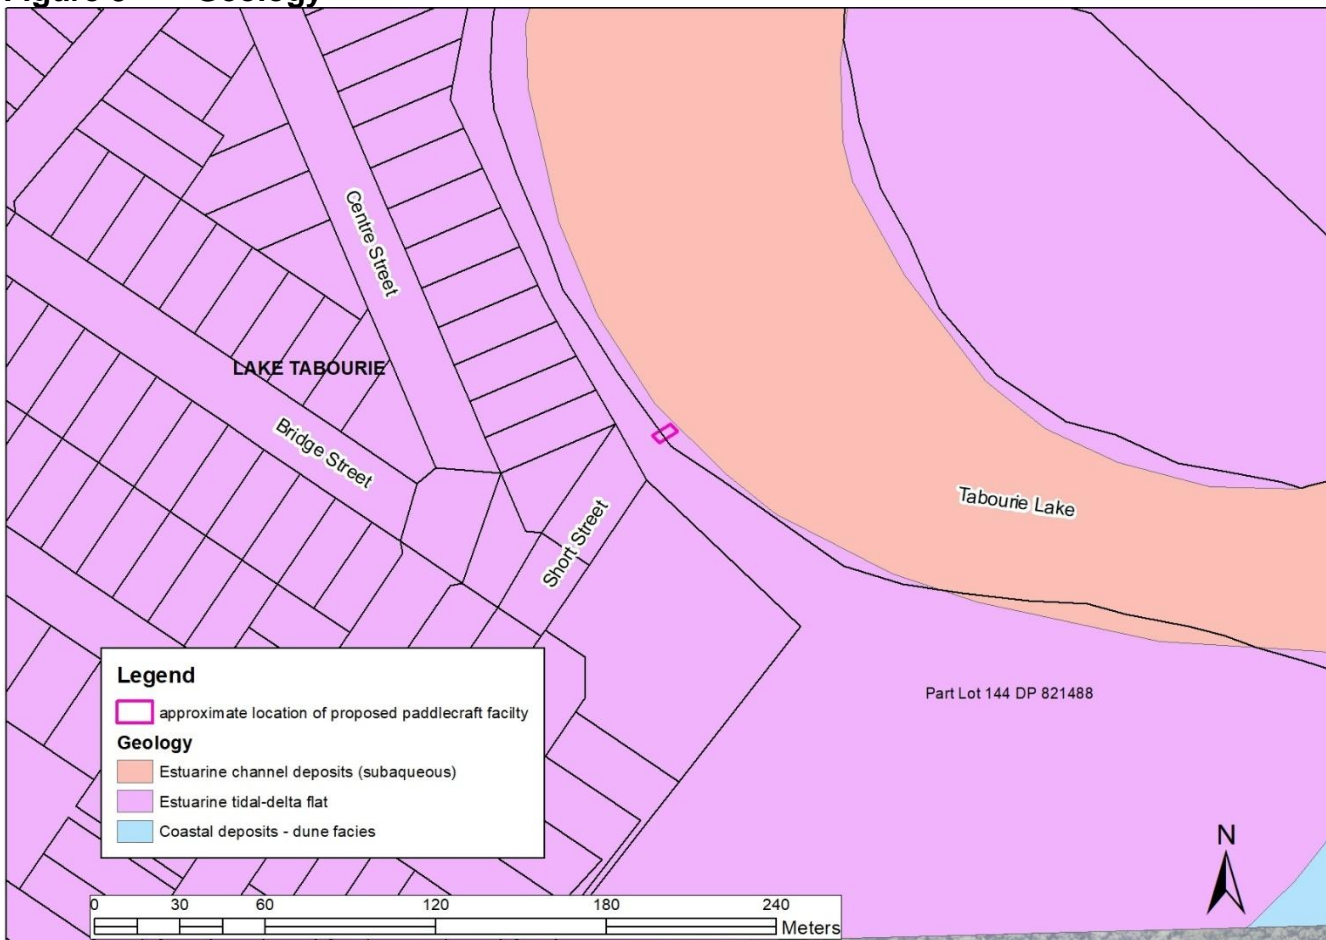 Centre Street
LAKE TABOURIE
Bridge Street
Short Street
Tabourie Lake
Part Lot 144 DP 821488
Legend
approximate location of proposed paddlecraft facilty
Geology
Estuarine channel deposits (subaqueous)
Estuarine tidal-delta flat
Coastal deposits - dune facies
N
0 30 60 120 180 240
Meters